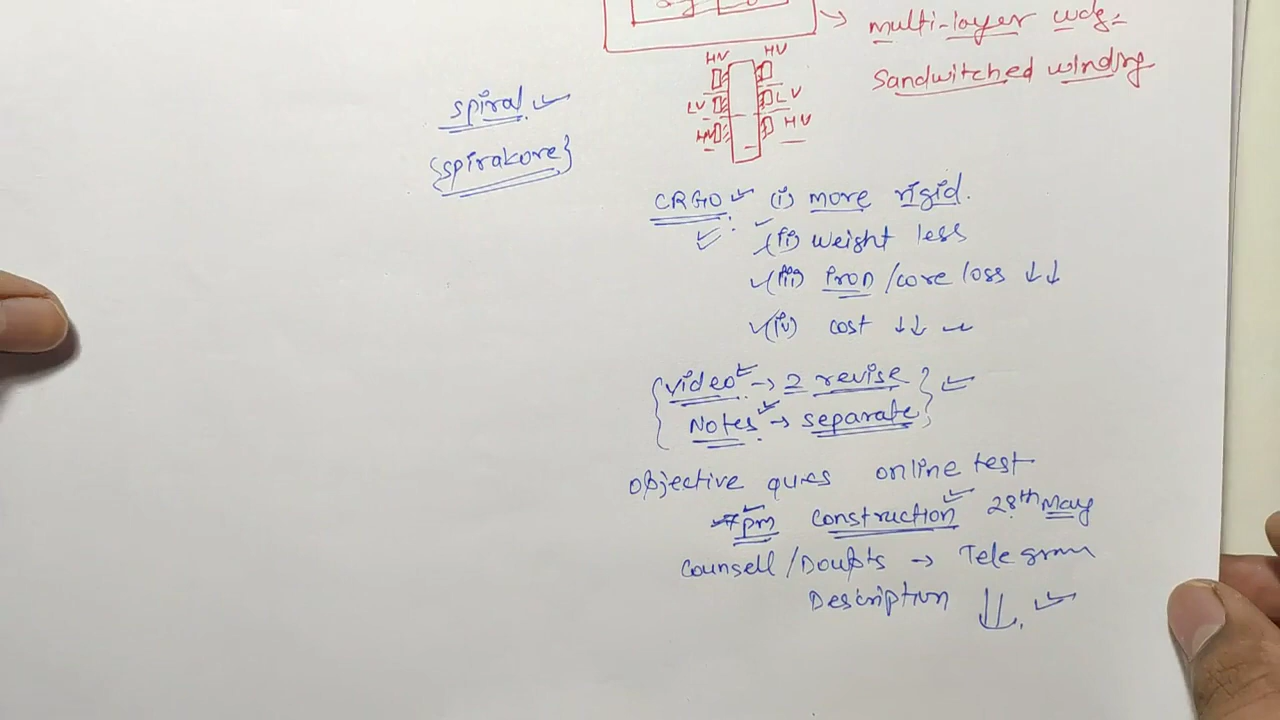 multi-layer wdg:
Sandwitched winding
HV HV
LV LV
HV HV
spiral
{spirakore}
CRGO (i) more rigid.
(ii) weight less
(iii) Iron /core loss ↓↓
(iv) cost ↓↓
{video → 2 revise}
Notes → separate
Objective ques online test
7pm construction 28th May
Counsell /Doubts → Telegram
Description ↓